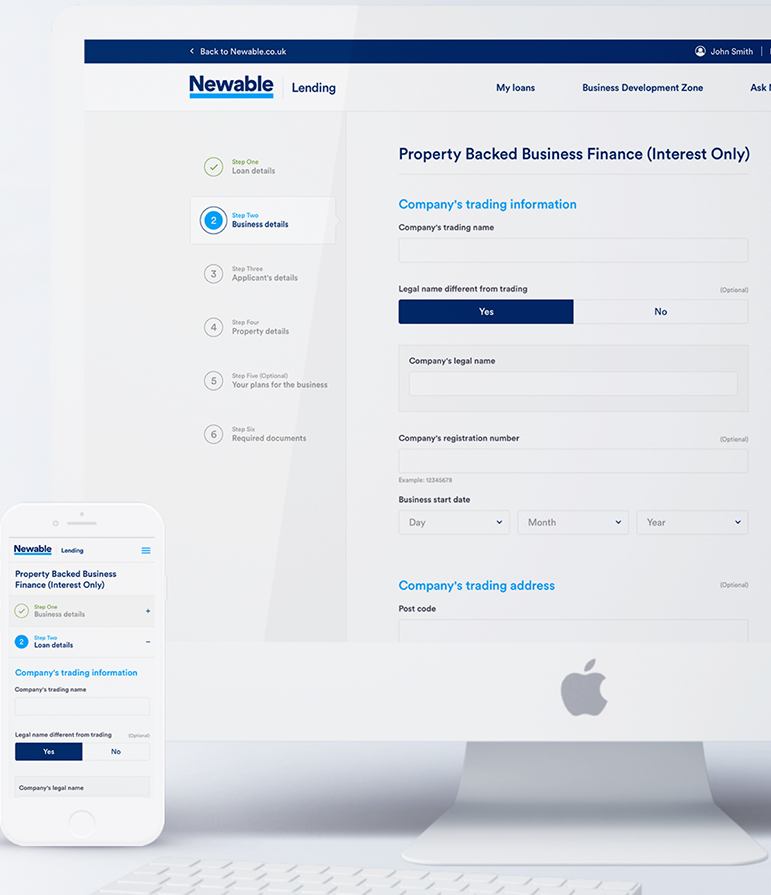 Back to Newable.co.uk
John Smith
Newable
Lending
My loans
Business Development Zone
Ask
Step One
Loan details
2
Step Two
Business details
3
Step Three
Applicant's details
4
Step Four
Property details
5
Step Five (Optional)
Your plans for the business
6
Step Six
Required documents
Property Backed Business Finance (Interest Only)
Company's trading information
Company's trading name
Legal name different from trading
(Optional)
Yes
No
Company's legal name
Company's registration number
(Optional)
Example: 12345678
Business start date
Day
Month
Year
Company's trading address
(Optional)
Post code
Newable
Lending
Property Backed Business
Finance (Interest Only)
Step One
Business details
+
2
Step Two
Loan details
–
Company's trading information
Company's trading name
Legal name different from trading
(Optional)
Yes
No
Company's legal name